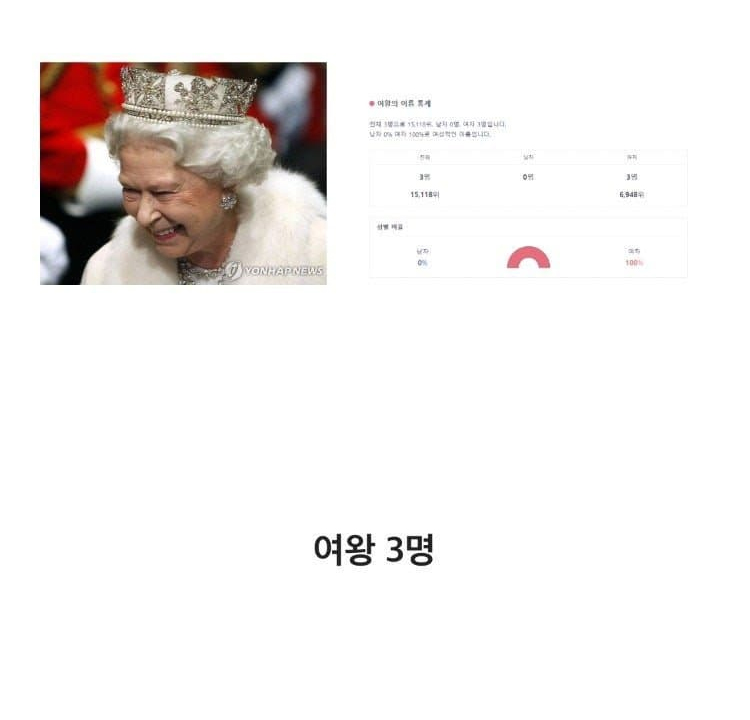 YONHAPNEWS
여왕의 이름 통계
전체 3명으로 15,118위, 남자 0명, 여자 3명입니다.
남자 0% 여자 100%로 여성적인 이름입니다.
전체 남자 여자
3명 0명 3명
15,118위 6,948위
성별 비교
남자 여자
0% 100%
여왕 3명